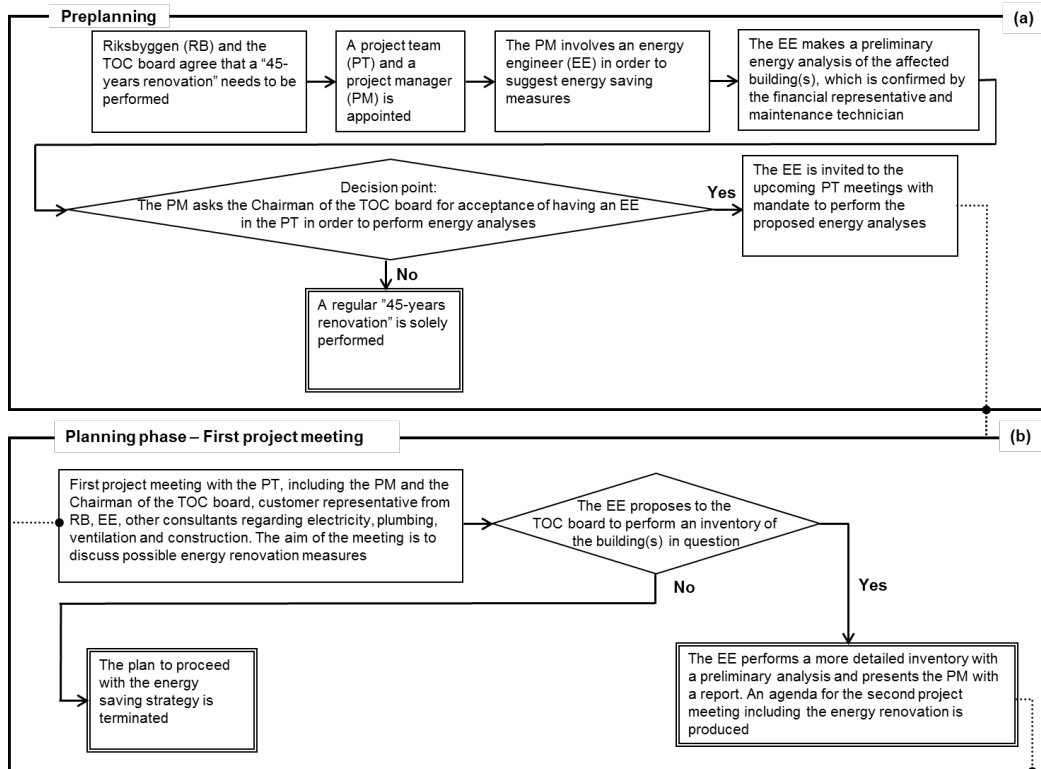 Preplanning
(a)
Riksbyggen (RB) and the
TOC board agree that a “45-
years renovation” needs to be
performed
A project team
(PT) and a
project manager
(PM) is
appointed
The PM involves an energy
engineer (EE) in order to
suggest energy saving
measures
The EE makes a preliminary
energy analysis of the affected
building(s), which is confirmed
by the financial representative and
maintenance technician
Decision point:
The PM asks the Chairman of the TOC board for acceptance of having an EE
in the PT in order to perform energy analyses
Yes
The EE is invited to the
upcoming PT meetings with
mandate to perform the
proposed energy analyses
No
A regular ”45-years
renovation” is solely
performed
Planning phase – First project meeting
(b)
First project meeting with the PT, including the PM and the
Chairman of the TOC board, customer representative from
RB, EE, other consultants regarding electricity, plumbing,
ventilation and construction. The aim of the meeting is to
discuss possible energy renovation measures
The EE proposes to the
TOC board to perform an inventory of
the building(s) in question
No
Yes
The plan to proceed
with the energy
saving strategy is
terminated
The EE performs a more detailed inventory with
a preliminary analysis and presents the PM with
a report. An agenda for the second project
meeting including the energy renovation is
produced